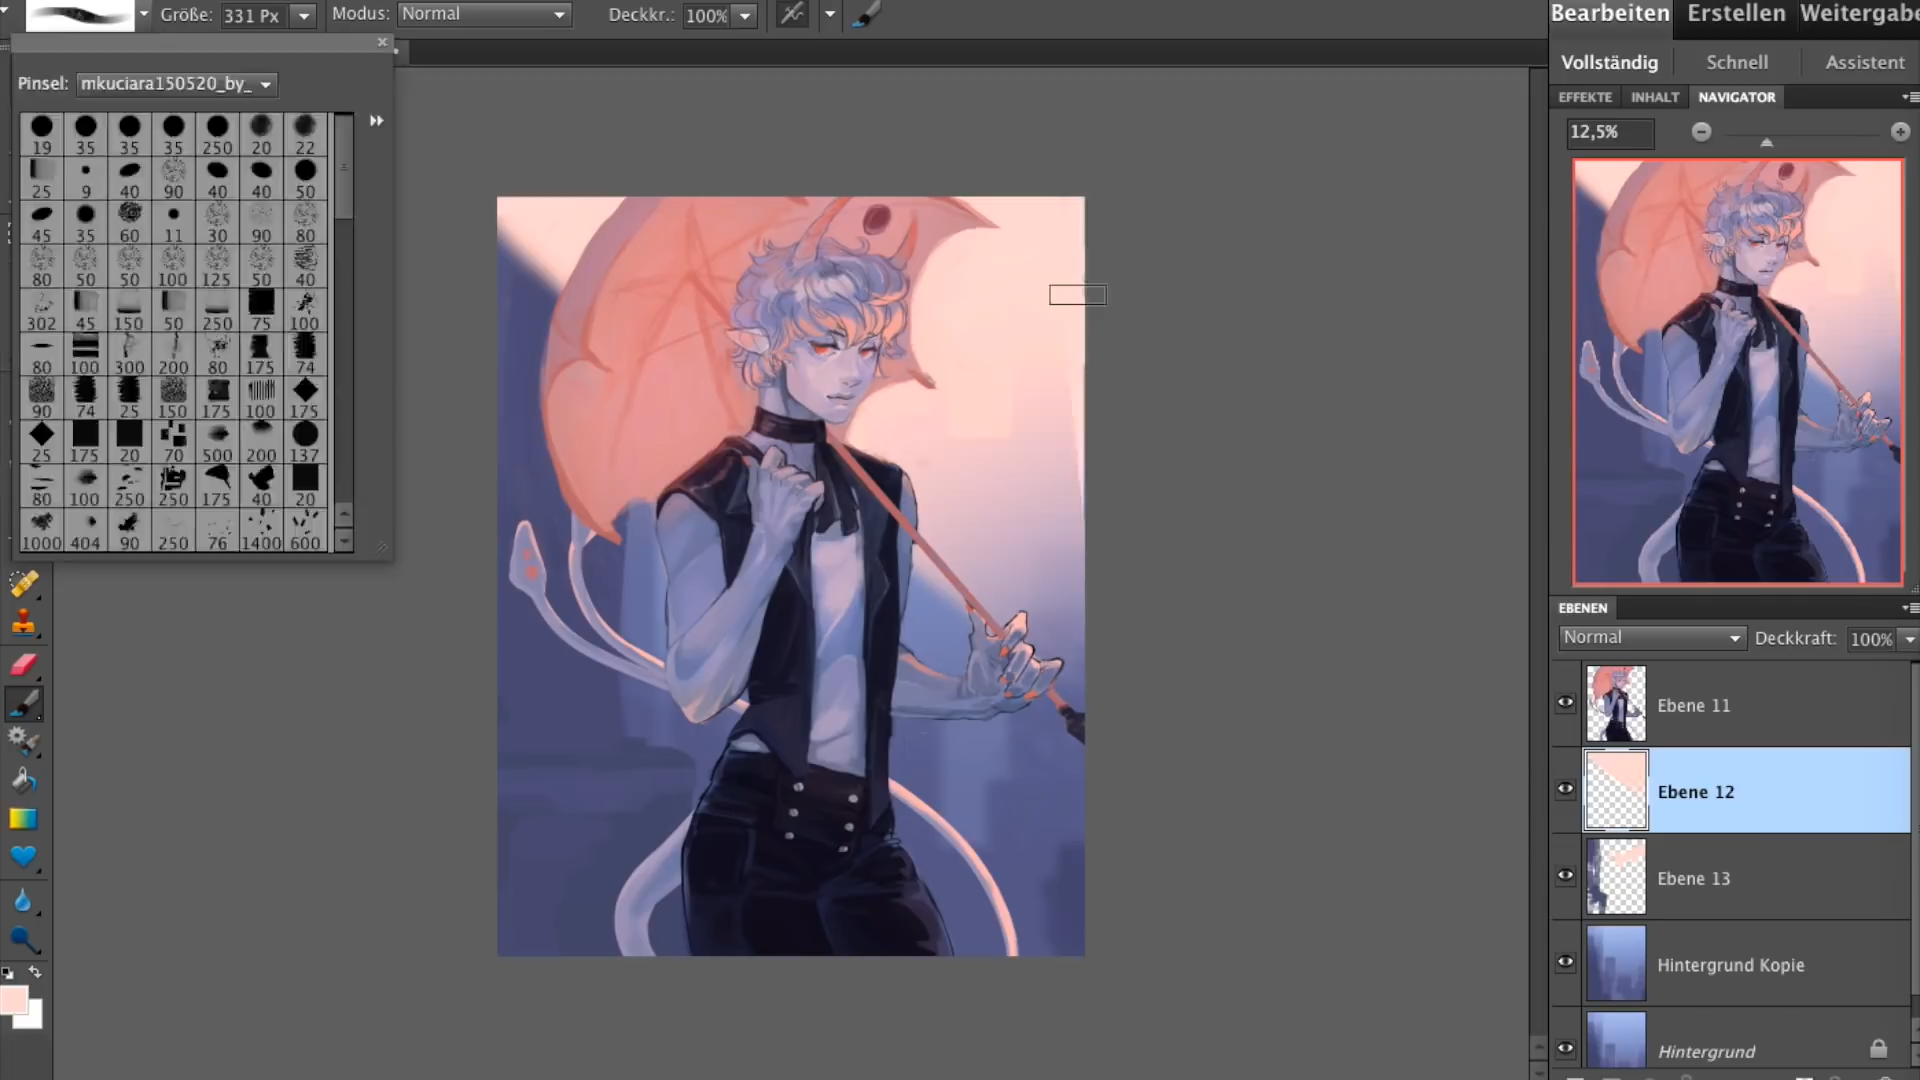 Größe: 331 Px
Modus: Normal
Deckkr.: 100%
Bearbeiten Erstellen
Pinsel: mkuciara150520_by_
19 35 35 35 250 20 22
25 9 40 90 40 40 50
45 35 60 11 30 90 80
80 50 50 100 125 50 40
302 45 150 50 250 75 100
80 100 300 200 80 175 74
90 74 25 150 175 100 175
25 175 20 70 500 200 137
80 100 250 250 175 40 20
1000 404 90 250 76 1400 600
Vollständig Schnell Assistent
EFFEKTE INHALT NAVIGATOR
12,5%
EBENEN
Normal Deckkraft: 100%
Ebene 11
Ebene 12
Ebene 13
Hintergrund Kopie
Hintergrund